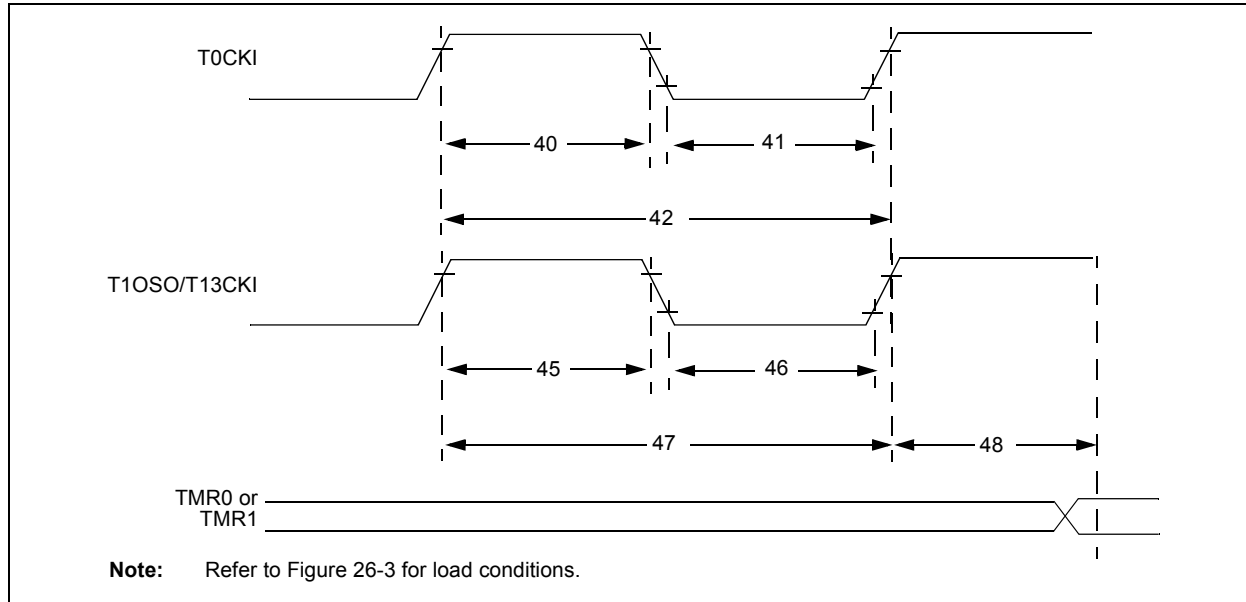 T0CKI
40
41
42
T1OSO/T13CKI
45
46
47
48
TMR0 or
TMR1
Note: Refer to Figure 26-3 for load conditions.